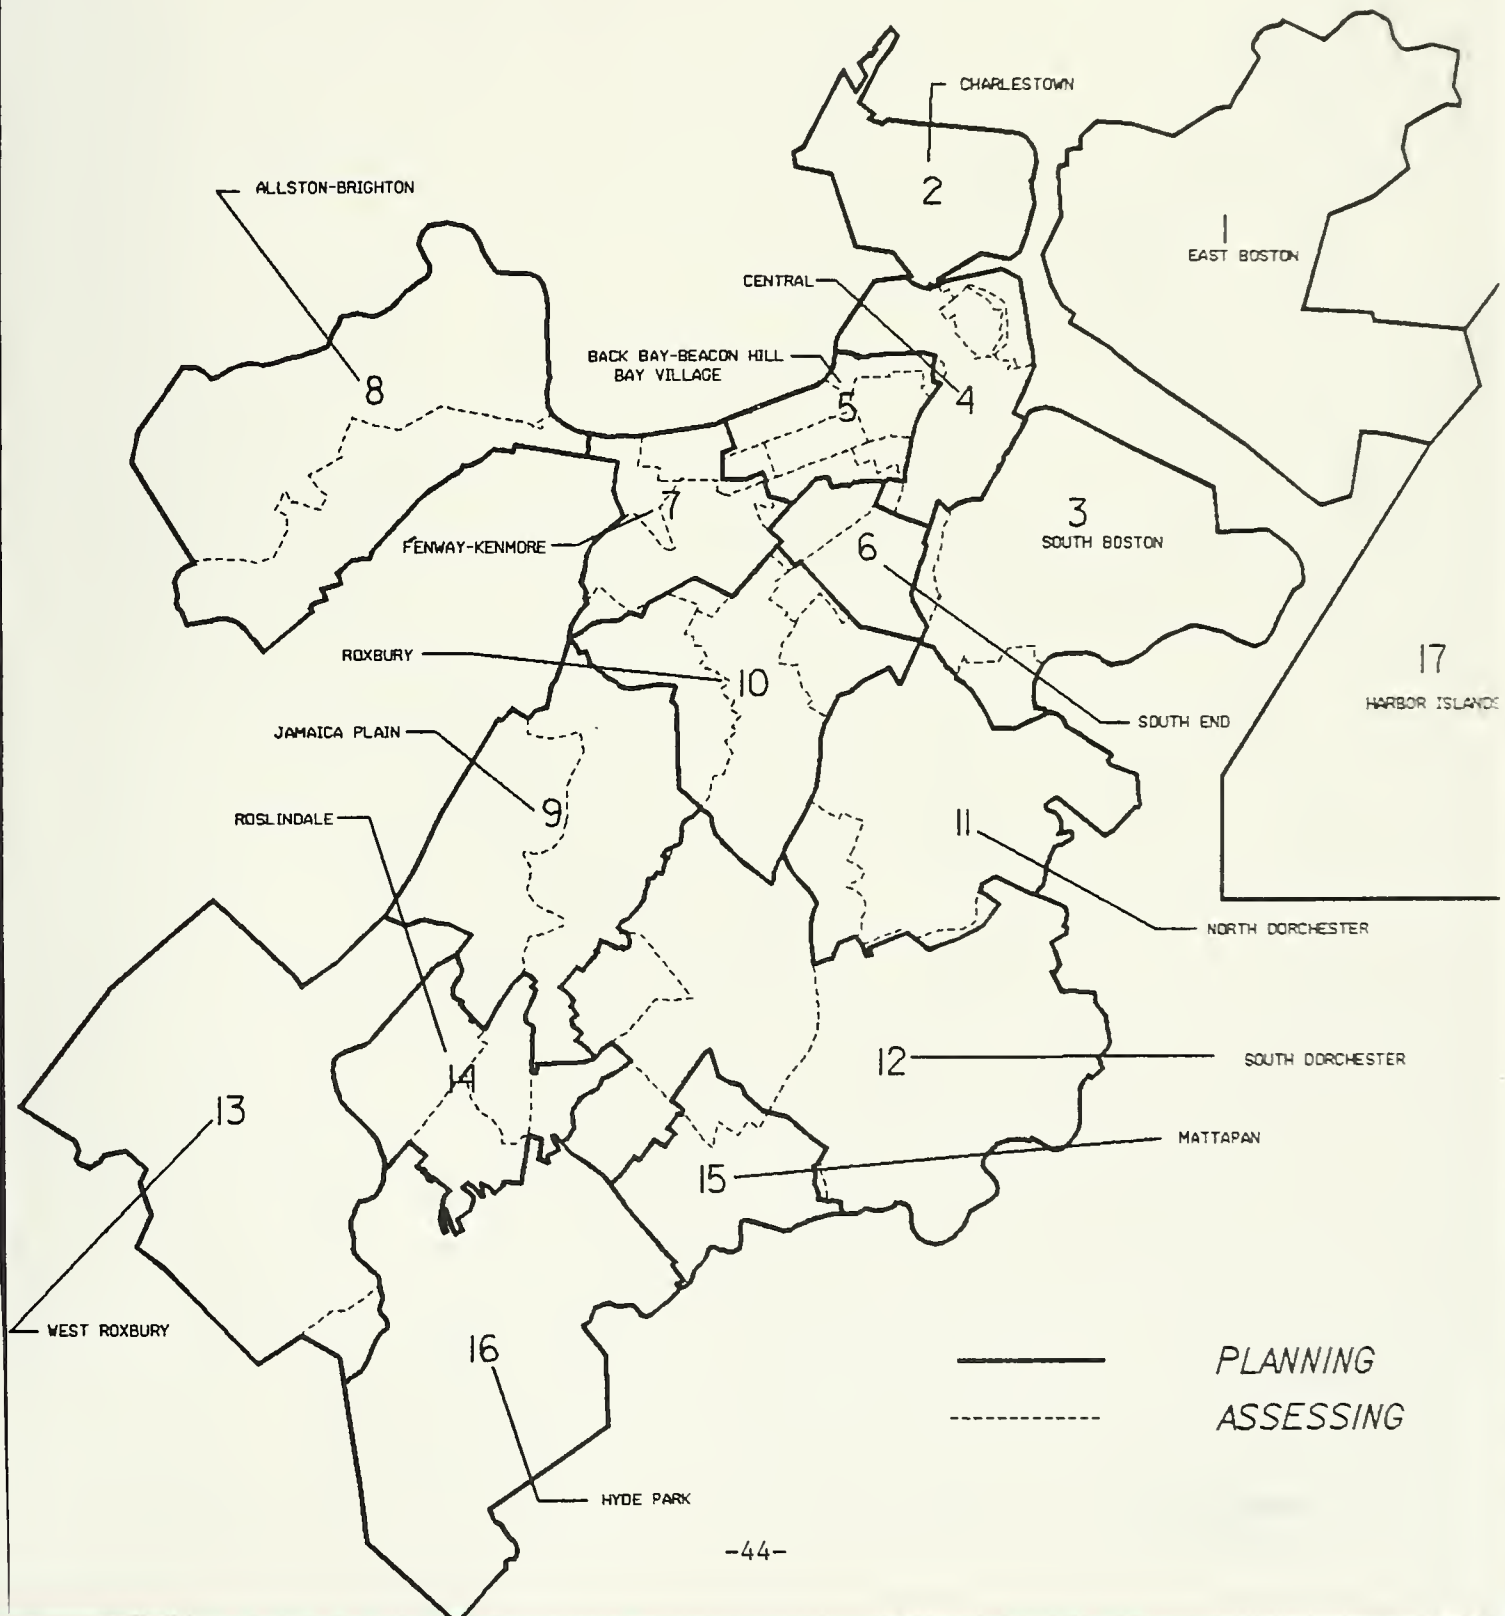 CHARLESTOWN
2
ALLSTON-BRIGHTON
1
EAST BOSTON
CENTRAL
BACK BAY-BEACON HILL
BAY VILLAGE
8
5
4
7
3
SOUTH BOSTON
FENWAY-KENMORE
6
ROXBURY
10
17
HARBOR ISLANDS
SOUTH END
JAMAICA PLAIN
9
ROSLINDALE
11
NORTH DORCHESTER
12
SOUTH DORCHESTER
14
13
MATTAPAN
15
WEST ROXBURY
16
PLANNING
ASSESSING
HYDE PARK
-44-